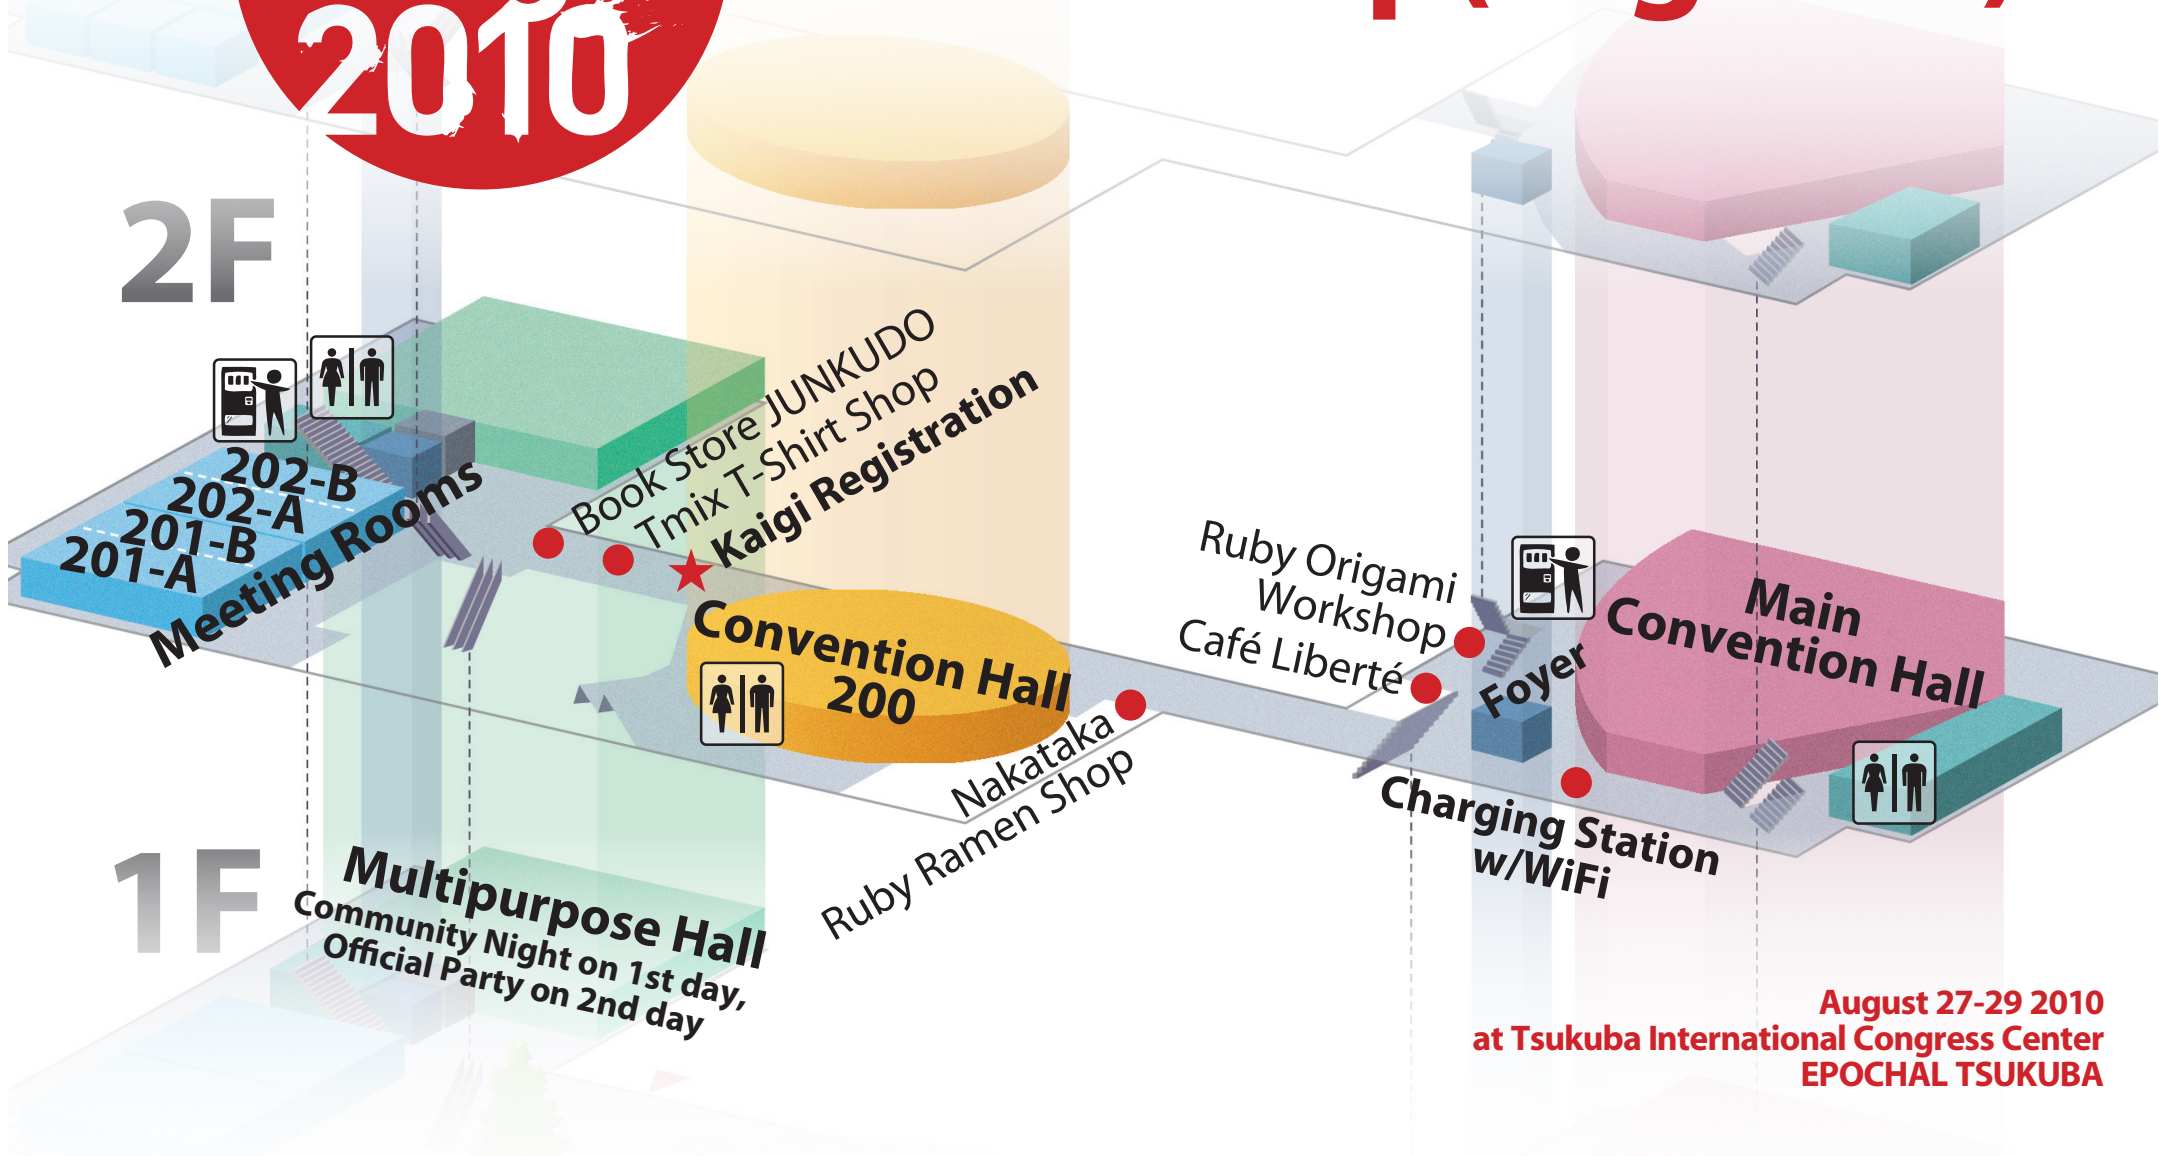 2010
2F
Book Store JUNKUDO
Tmix T-Shirt Shop
Kaigi Registration
202-B
202-A
201-B
201-A
Meeting Rooms
Convention Hall
200
Nakataka
Ruby Ramen Shop
Ruby Origami
Workshop
Café Liberté
Foyer
Main
Convention Hall
Charging Station
w/WiFi
1F
Multipurpose Hall
Community Night on 1st day,
Official Party on 2nd day
August 27-29 2010
at Tsukuba International Congress Center
EPOCHAL TSUKUBA